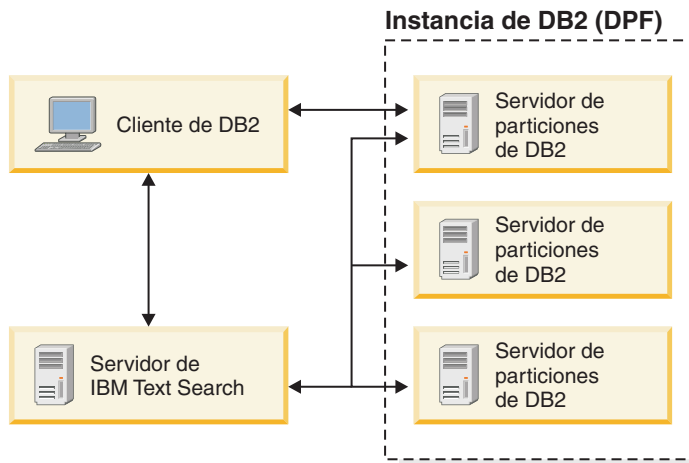 Instancia de DB2 (DPF)
Cliente de DB2
Servidor de
particiones
de DB2
Servidor de
particiones
de DB2
Servidor de
IBM Text Search
Servidor de
particiones
de DB2